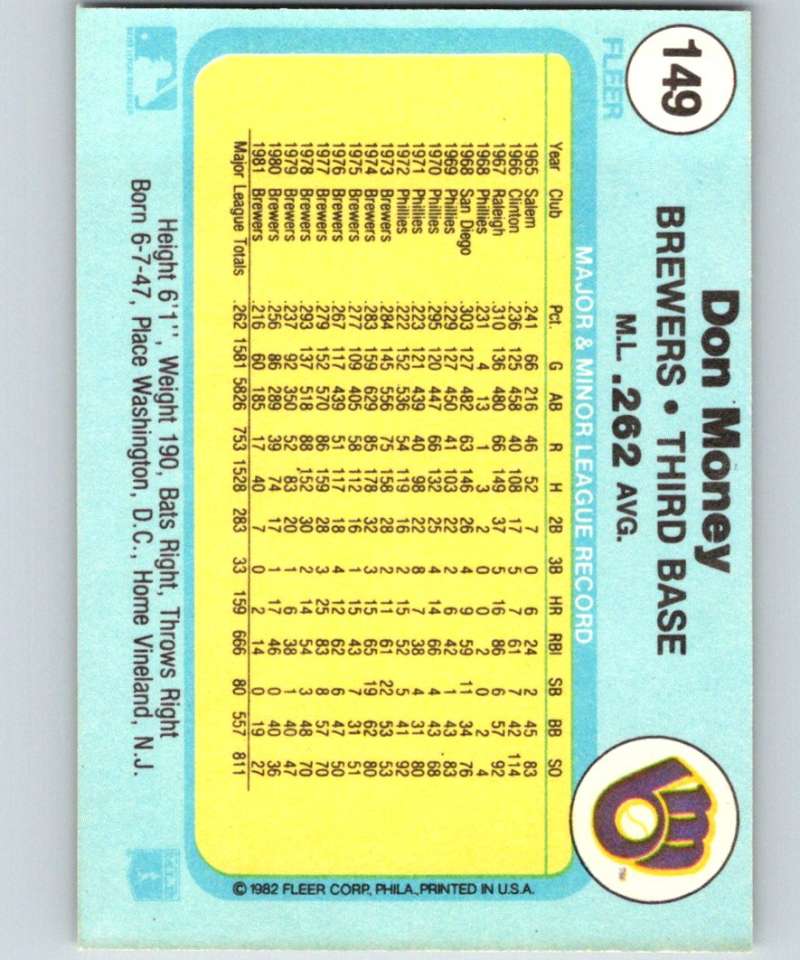 149
FLEER
Don Money
BREWERS • THIRD BASE
M.L. .262 AVG.
MAJOR & MINOR LEAGUE RECORD
Year Club Pct. G AB R H 2B 3B HR RBI SB BB SO
1965 Salem .241 66 216 46 52 7 0 6 24 2 45 83
1966 Clinton .236 125 458 40 108 17 5 7 61 7 42 114
1967 Raleigh .310 136 480 66 149 37 5 16 86 6 57 92
1968 Phillies .231 4 13 1 3 2 0 0 2 0 2 4
1968 San Diego .303 127 482 63 146 26 4 9 59 11 34 76
1969 Phillies .229 127 450 41 103 22 2 6 42 1 43 83
1970 Phillies .295 120 447 66 132 25 4 14 66 4 43 68
1971 Phillies .223 121 439 40 98 22 8 7 38 4 31 80
1972 Phillies .222 152 536 54 119 16 2 15 52 5 41 92
1973 Brewers .284 145 556 75 158 28 2 11 61 22 53 53
1974 Brewers .283 159 629 85 178 32 3 15 65 19 62 80
1975 Brewers .277 109 405 58 112 16 1 15 43 7 31 51
1976 Brewers .267 117 439 51 117 18 4 12 62 6 47 50
1977 Brewers .279 152 570 86 159 28 3 25 83 8 57 70
1978 Brewers .293 137 518 88 152 30 2 14 54 3 48 70
1979 Brewers .237 92 350 52 83 20 1 6 38 1 40 47
1980 Brewers .256 86 289 39 74 17 1 17 46 0 40 36
1981 Brewers .216 60 185 17 40 7 0 2 14 0 19 27
Major League Totals .262 1581 5826 753 1528 283 33 159 666 80 557 811
© 1982 FLEER CORP., PHILA., PRINTED IN U.S.A.
Height 6'1'', Weight 190, Bats Right, Throws Right
Born 6-7-47, Place Washington, D.C., Home Vineland, N.J.